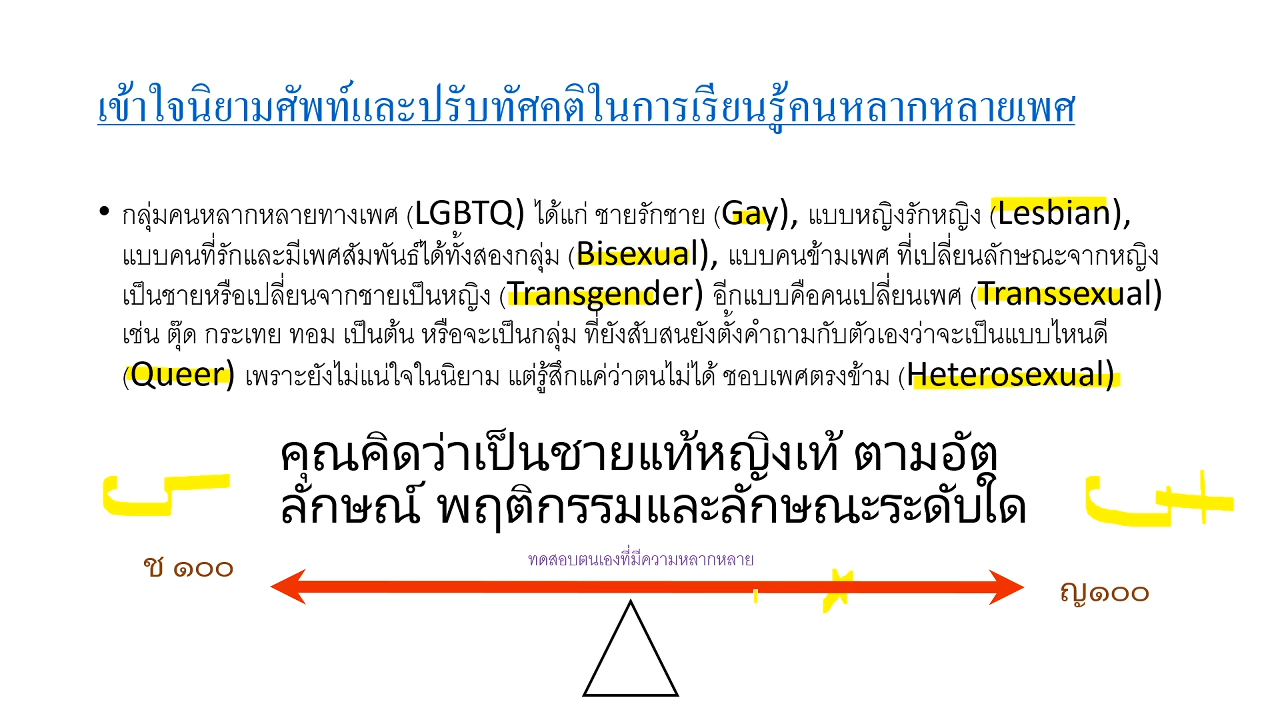 เข้าใจนิยามศัพท์และปรับทัศคติในการเรียนรู้คนหลากหลายเพศ
• กลุ่มคนหลากหลายทางเพศ (LGBTQ) ได้แก่ ชายรักชาย (Gay), แบบหญิงรักหญิง (Lesbian),
แบบคนที่รักและมีเพศสัมพันธ์ได้ทั้งสองกลุ่ม (Bisexual), แบบคนข้ามเพศ ที่เปลี่ยนลักษณะจากหญิง
เป็นชายหรือเปลี่ยนจากชายเป็นหญิง (Transgender) อีกแบบคือคนเปลี่ยนเพศ (Transsexual)
เช่น ตุ๊ด กระเทย ทอม เป็นต้น หรือจะเป็นกลุ่ม ที่ยังสับสนยังตั้งคำถามกับตัวเองว่าจะเป็นแบบไหนดี
(Queer) เพราะยังไม่แน่ใจในนิยาม แต่รู้สึกแค่ว่าตนไม่ได้ ชอบเพศตรงข้าม (Heterosexual)
คุณคิดว่าเป็นชายแท้หญิงเท้ ตามอัต
ลักษณ์ พฤติกรรมและลักษณะระดับใด
ทดสอบตนเองที่มีความหลากหลาย
ช ๑๐๐
ญ๑๐๐